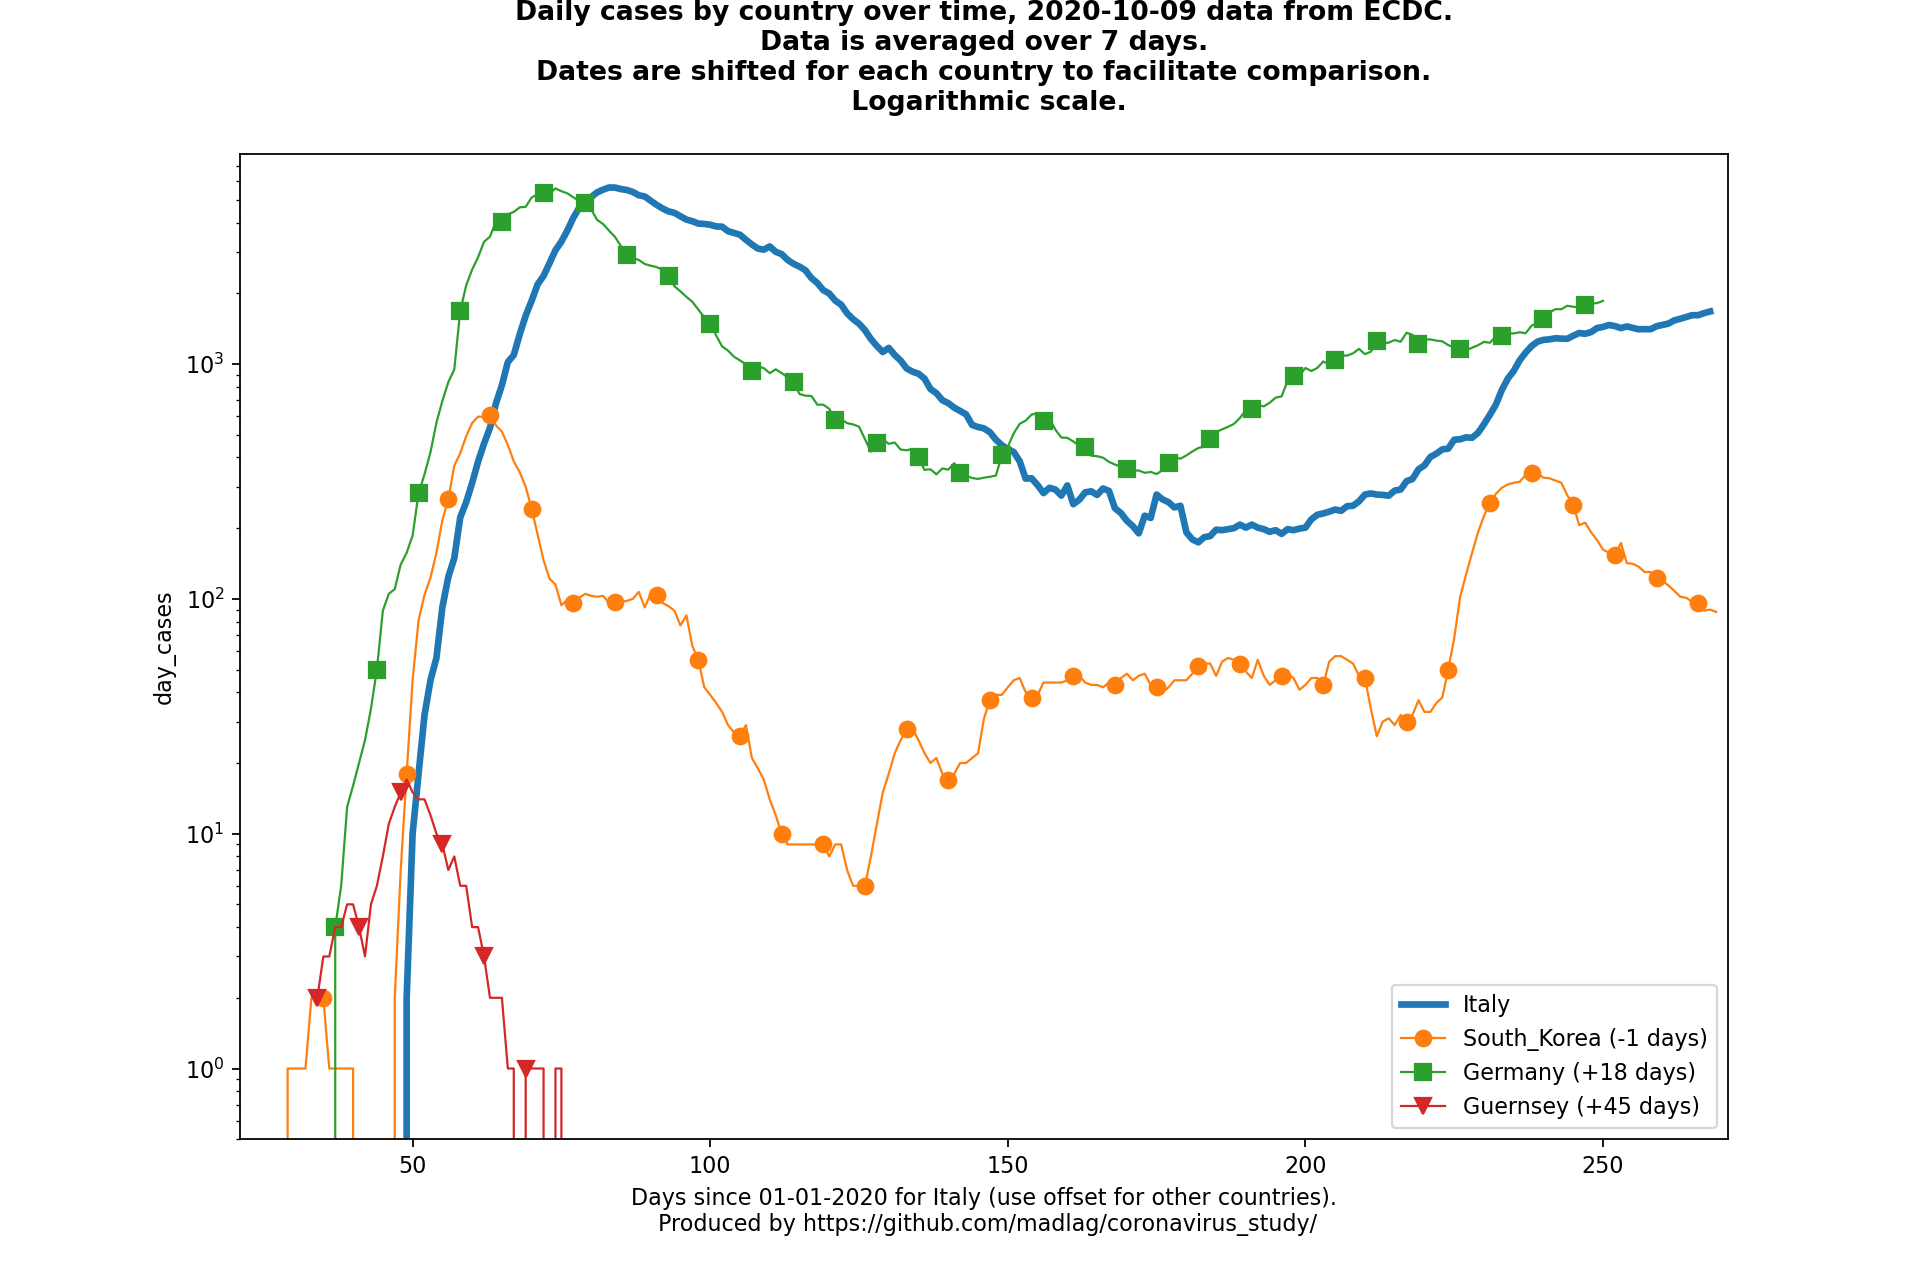 Daily cases by country over time, 2020-10-09 data from ECDC.
Data is averaged over 7 days.
Dates are shifted for each country to facilitate comparison.
Logarithmic scale.
10³
10²
10¹
10⁰
day_cases
50 100 150 200 250
Italy
South_Korea (-1 days)
Germany (+18 days)
Guernsey (+45 days)
Days since 01-01-2020 for Italy (use offset for other countries).
Produced by https://github.com/madlag/coronavirus_study/